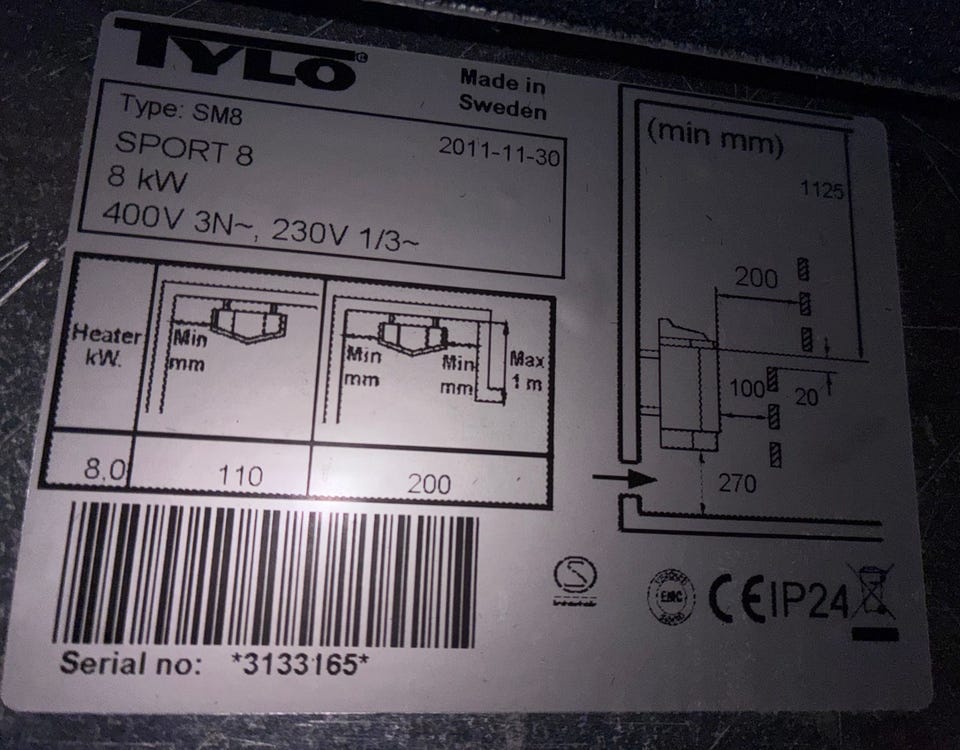 TYLÖ®
Made in
Sweden
Type: SM8
2011-11-30
SPORT 8
8 kW
400V 3N~, 230V 1/3~
Heater
kW.
Min
mm
Min
mm
Min
mm
Max
1 m
8,0
110
200
(min mm)
1125
200
100
20
270
S
EMC
CE IP24
Serial no: *3133165*